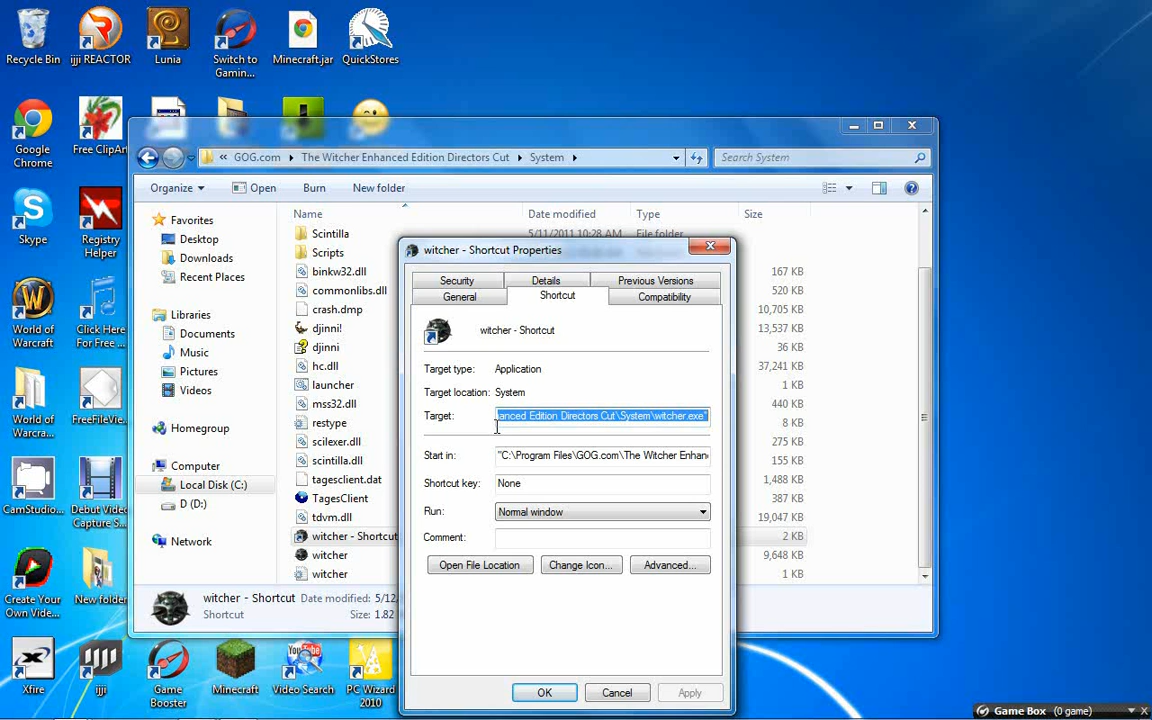 Recycle Bin
ijji REACTOR
Lunia
Switch to
Gamin...
Minecraft.jar
QuickStores
Google
Chrome
Free ClipArt
Skype
Registry
Helper
World of
Warcraft
Click Here
For Free ...
World of
Warcra...
FreeFileVie...
CamStudio...
Debut Video
Capture S...
Create Your
Own Vide...
New folder
Xfire
ijji
Game
Booster
Minecraft
Video Search
PC Wizard
2010
« GOG.com The Witcher Enhanced Edition Directors Cut System
Search System
Organize
Open
Burn
New folder
Favorites
Desktop
Downloads
Recent Places
Libraries
Documents
Music
Pictures
Videos
Homegroup
Computer
Local Disk (C:)
D (D:)
Network
Name
Date modified
Type
Size
Scintilla
5/11/2011 10:28 AM
File folder
Scripts
binkw32.dll
167 KB
commonlibs.dll
520 KB
crash.dmp
10,705 KB
djinni!
13,537 KB
djinni
36 KB
hc.dll
37,241 KB
launcher
220 KB
mss32.dll
440 KB
restype
8 KB
scilexer.dll
275 KB
scintilla.dll
155 KB
tagesclient.dat
1,488 KB
TagesClient
387 KB
tdvm.dll
19,047 KB
witcher - Shortcut
2 KB
witcher
9,648 KB
witcher
1 KB
witcher - Shortcut
Date modified: 5/12,
Shortcut
Size: 1.82
witcher - Shortcut Properties
Security
Details
Previous Versions
General
Shortcut
Compatibility
witcher - Shortcut
Target type:
Application
Target location:
System
Target:
anced Edition Directors Cut\System\witcher.exe"
Start in:
"C:\Program Files\GOG.com\The Witcher Enhanc
Shortcut key:
None
Run:
Normal window
Comment:
Open File Location
Change Icon...
Advanced...
OK
Cancel
Apply
Game Box (0 game)